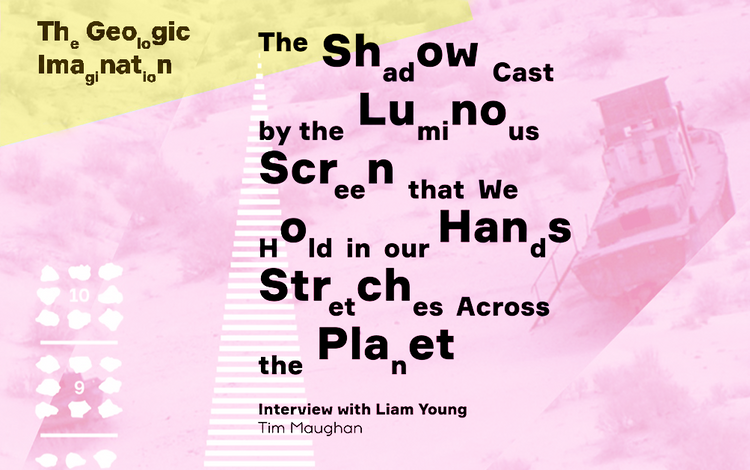 The Geologic
Imagination
The Shadow Cast
by the Luminous
Screen that We
Hold in our Hands
Stretches Across
the Planet
Interview with Liam Young
Tim Maughan
10
9